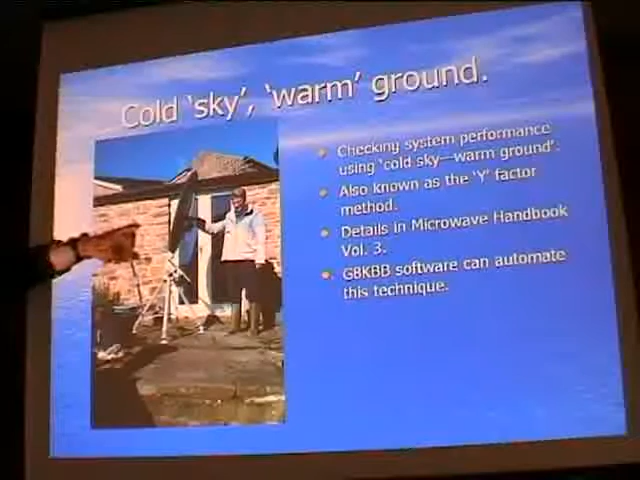 Cold ‘sky’, ‘warm’ ground.
Checking system performance
using ‘cold sky—warm ground’.
Also known as the ‘Y’ factor
method.
Details in Microwave Handbook
Vol. 3.
G8KBB software can automate
this technique.